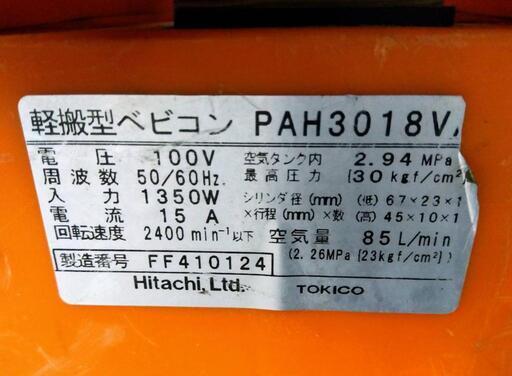 軽搬型ベビコン PAH3018V
電圧 100V 空気タンク内 2.94 MPa
周波数 50/60Hz. 最高圧力 {30kgf/cm²}
入力 1350W シリンダ径(mm) (低) 67×23×1
電流 15 A ×行程(mm)×数 (高) 45×10×1
回転速度 2400 min⁻¹以下 空気量 85L/min
製造番号 FF410124 (2.26MPa{23kgf/cm²})
Hitachi, Ltd. TOKICO